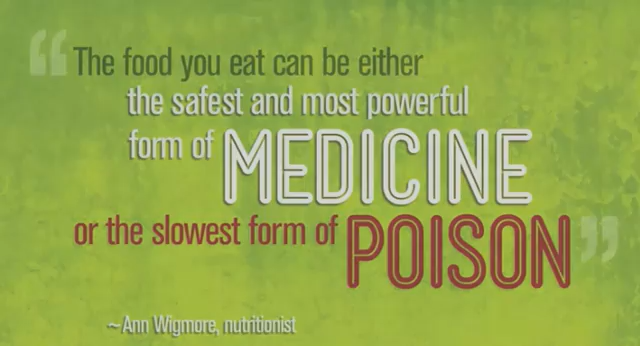 “The food you eat can be either
the safest and most powerful
form of MEDICINE
or the slowest form of POISON”
~Ann Wigmore, nutritionist